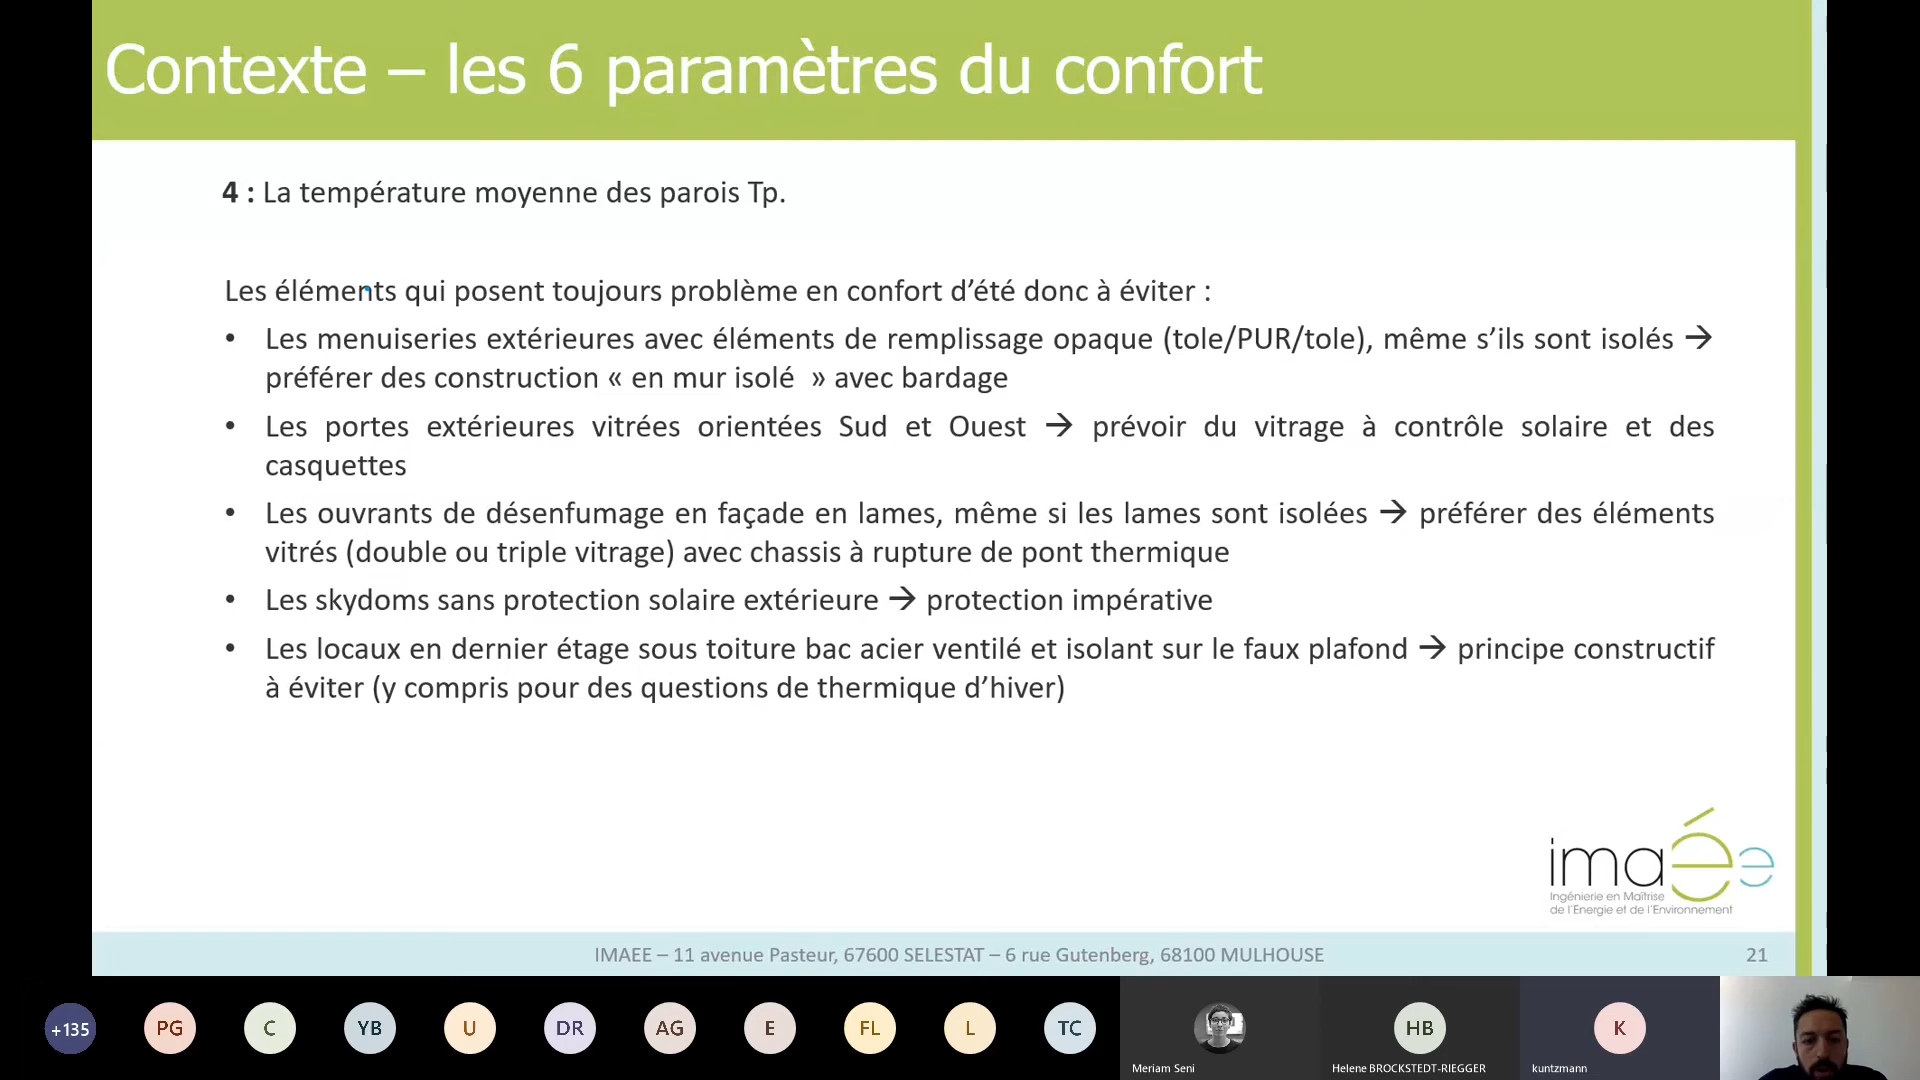 Contexte – les 6 paramètres du confort
4 : La température moyenne des parois Tp.
Les éléments qui posent toujours problème en confort d’été donc à éviter :
• Les menuiseries extérieures avec éléments de remplissage opaque (tole/PUR/tole), même s’ils sont isolés →
préférer des construction « en mur isolé  » avec bardage
• Les portes extérieures vitrées orientées Sud et Ouest → prévoir du vitrage à contrôle solaire et des
casquettes
• Les ouvrants de désenfumage en façade en lames, même si les lames sont isolées → préférer des éléments
vitrés (double ou triple vitrage) avec chassis à rupture de pont thermique
• Les skydoms sans protection solaire extérieure → protection impérative
• Les locaux en dernier étage sous toiture bac acier ventilé et isolant sur le faux plafond → principe constructif
à éviter (y compris pour des questions de thermique d’hiver)
imaée
Ingénierie en Maîtrise
de l’Energie et de l’Environnement
IMAEE – 11 avenue Pasteur, 67600 SELESTAT – 6 rue Gutenberg, 68100 MULHOUSE
21
+135 PG C YB U DR AG E FL L TC HB K
Meriam Seni Helene BROCKSTEDT-RIEGGER kuntzmann